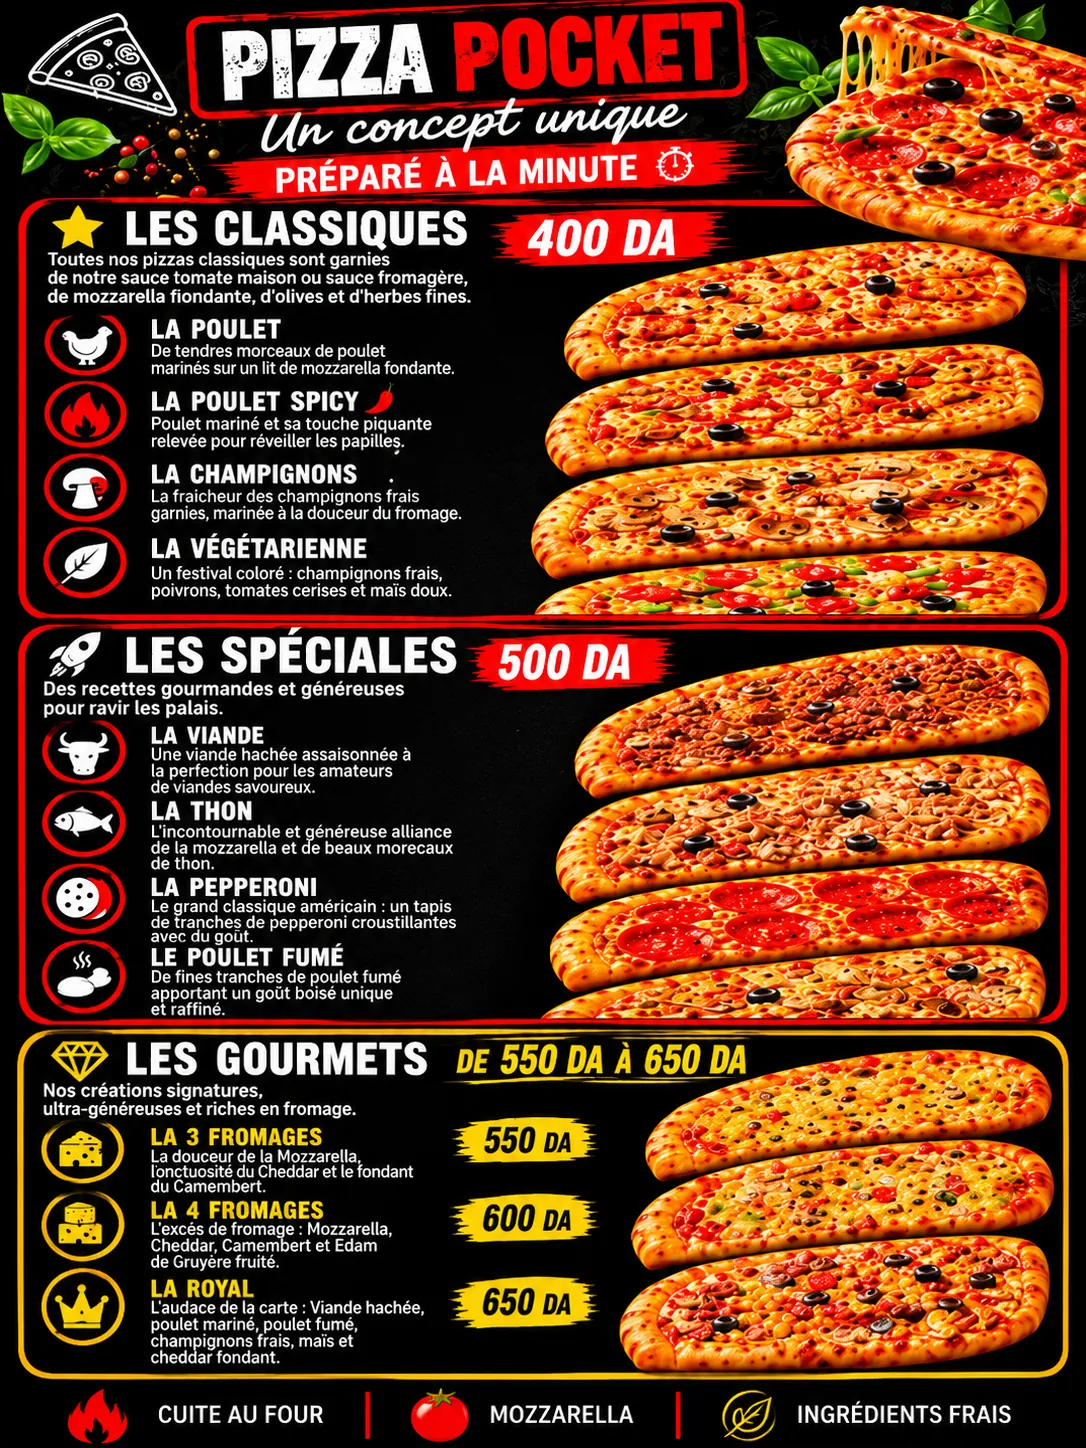 PIZZA POCKET
Un concept unique
PRÉPARÉ À LA MINUTE
LES CLASSIQUES
400 DA
Toutes nos pizzas classiques sont garnies
de notre sauce tomate maison ou sauce fromagère,
de mozzarella fiondante, d'olives et d'herbes fines.
LA POULET
De tendres morceaux de poulet
marinés sur un lit de mozzarella fondante.
LA POULET SPICY
Poulet mariné et sa touche piquante
relevée pour réveiller les papilles.
LA CHAMPIGNONS
La fraicheur des champignons frais
garnies, marinée à la douceur du fromage.
LA VÉGÉTARIENNE
Un festival coloré : champignons frais,
poivrons, tomates cerises et maïs doux.
LES SPÉCIALES
500 DA
Des recettes gourmandes et généreuses
pour ravir les palais.
LA VIANDE
Une viande hachée assaisonnée à
la perfection pour les amateurs
de viandes savoureux.
LA THON
L'incontournable et généreuse alliance
de la mozzarella et de beaux morecaux
de thon.
LA PEPPERONI
Le grand classique américain : un tapis
de tranches de pepperoni croustillantes
avec du goût.
LE POULET FUMÉ
De fines tranches de poulet fumé
apportant un goût boisé unique
et raffiné.
LES GOURMETS
DE 550 DA À 650 DA
Nos créations signatures,
ultra-généreuses et riches en fromage.
LA 3 FROMAGES
550 DA
La douceur de la Mozzarella,
l'onctuosité du Cheddar et le fondant
du Camembert.
LA 4 FROMAGES
600 DA
L'excés de fromage : Mozzarella,
Cheddar, Camembert et Edam
de Gruyère fruité.
LA ROYAL
650 DA
L'audace de la carte : Viande hachée,
poulet mariné, poulet fumé,
champignons frais, maïs et
cheddar fondant.
CUITE AU FOUR
MOZZARELLA
INGRÉDIENTS FRAIS